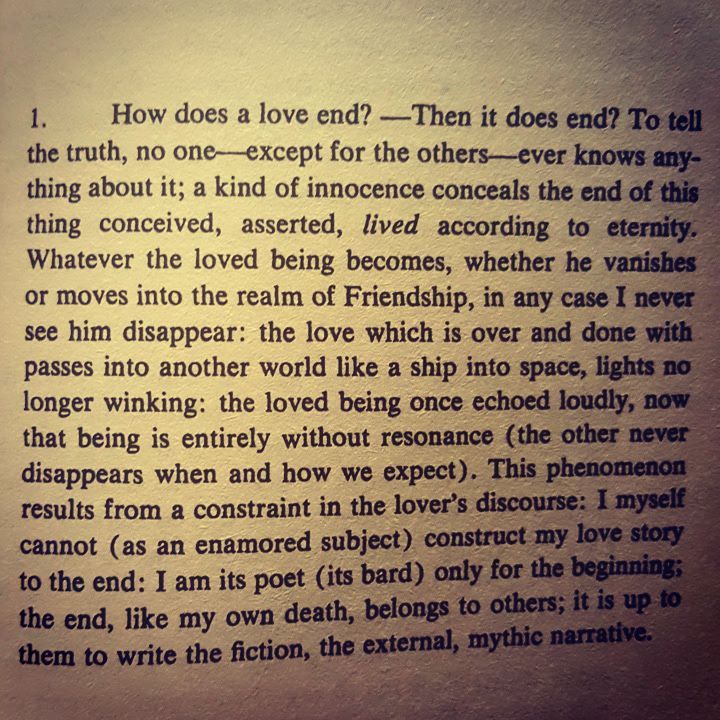 1. How does a love end? —Then it does end? To tell
the truth, no one—except for the others—ever knows any-
thing about it; a kind of innocence conceals the end of this
thing conceived, asserted, lived according to eternity.
Whatever the loved being becomes, whether he vanishes
or moves into the realm of Friendship, in any case I never
see him disappear: the love which is over and done with
passes into another world like a ship into space, lights no
longer winking: the loved being once echoed loudly, now
that being is entirely without resonance (the other never
disappears when and how we expect). This phenomenon
results from a constraint in the lover's discourse: I myself
cannot (as an enamored subject) construct my love story
to the end: I am its poet (its bard) only for the beginning;
the end, like my own death, belongs to others; it is up to
them to write the fiction, the external, mythic narrative.